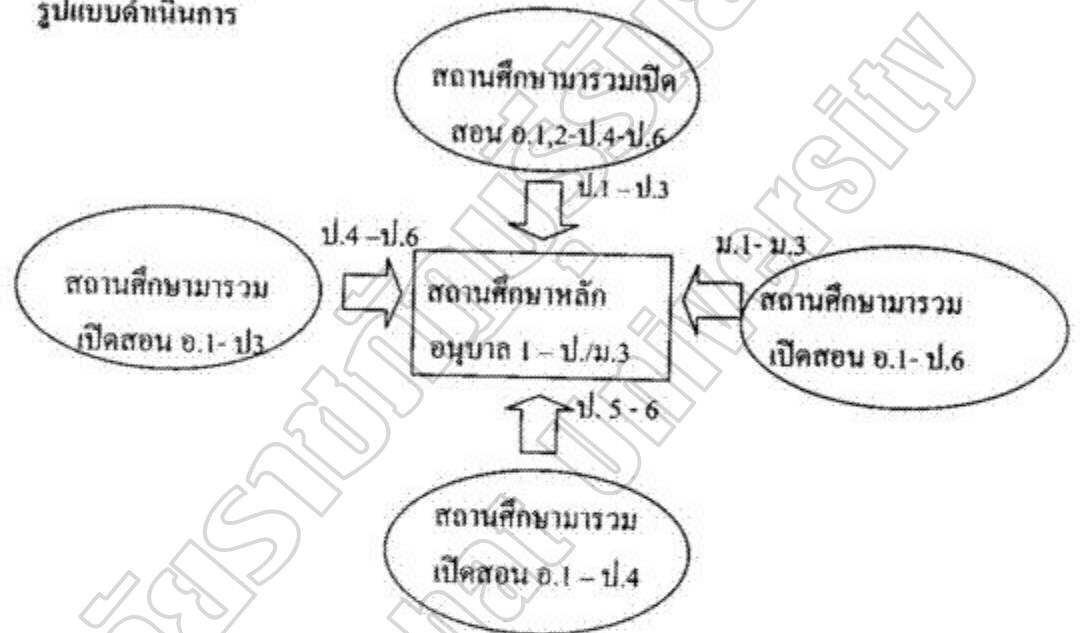 รูปแบบดำเนินการ
สถานศึกษามารวมเปิด
สอน อ.1,2-ป.4-ป.6
ป.1 – ป.3
ป.4 –ป.6
ม.1- ม.3
สถานศึกษามารวม
เปิดสอน อ.1- ป3
สถานศึกษาหลัก
อนุบาล 1 – ป./ม.3
สถานศึกษามารวม
เปิดสอน อ.1- ป.6
ป. 5 - 6
สถานศึกษามารวม
เปิดสอน อ.1 – ป.4
University